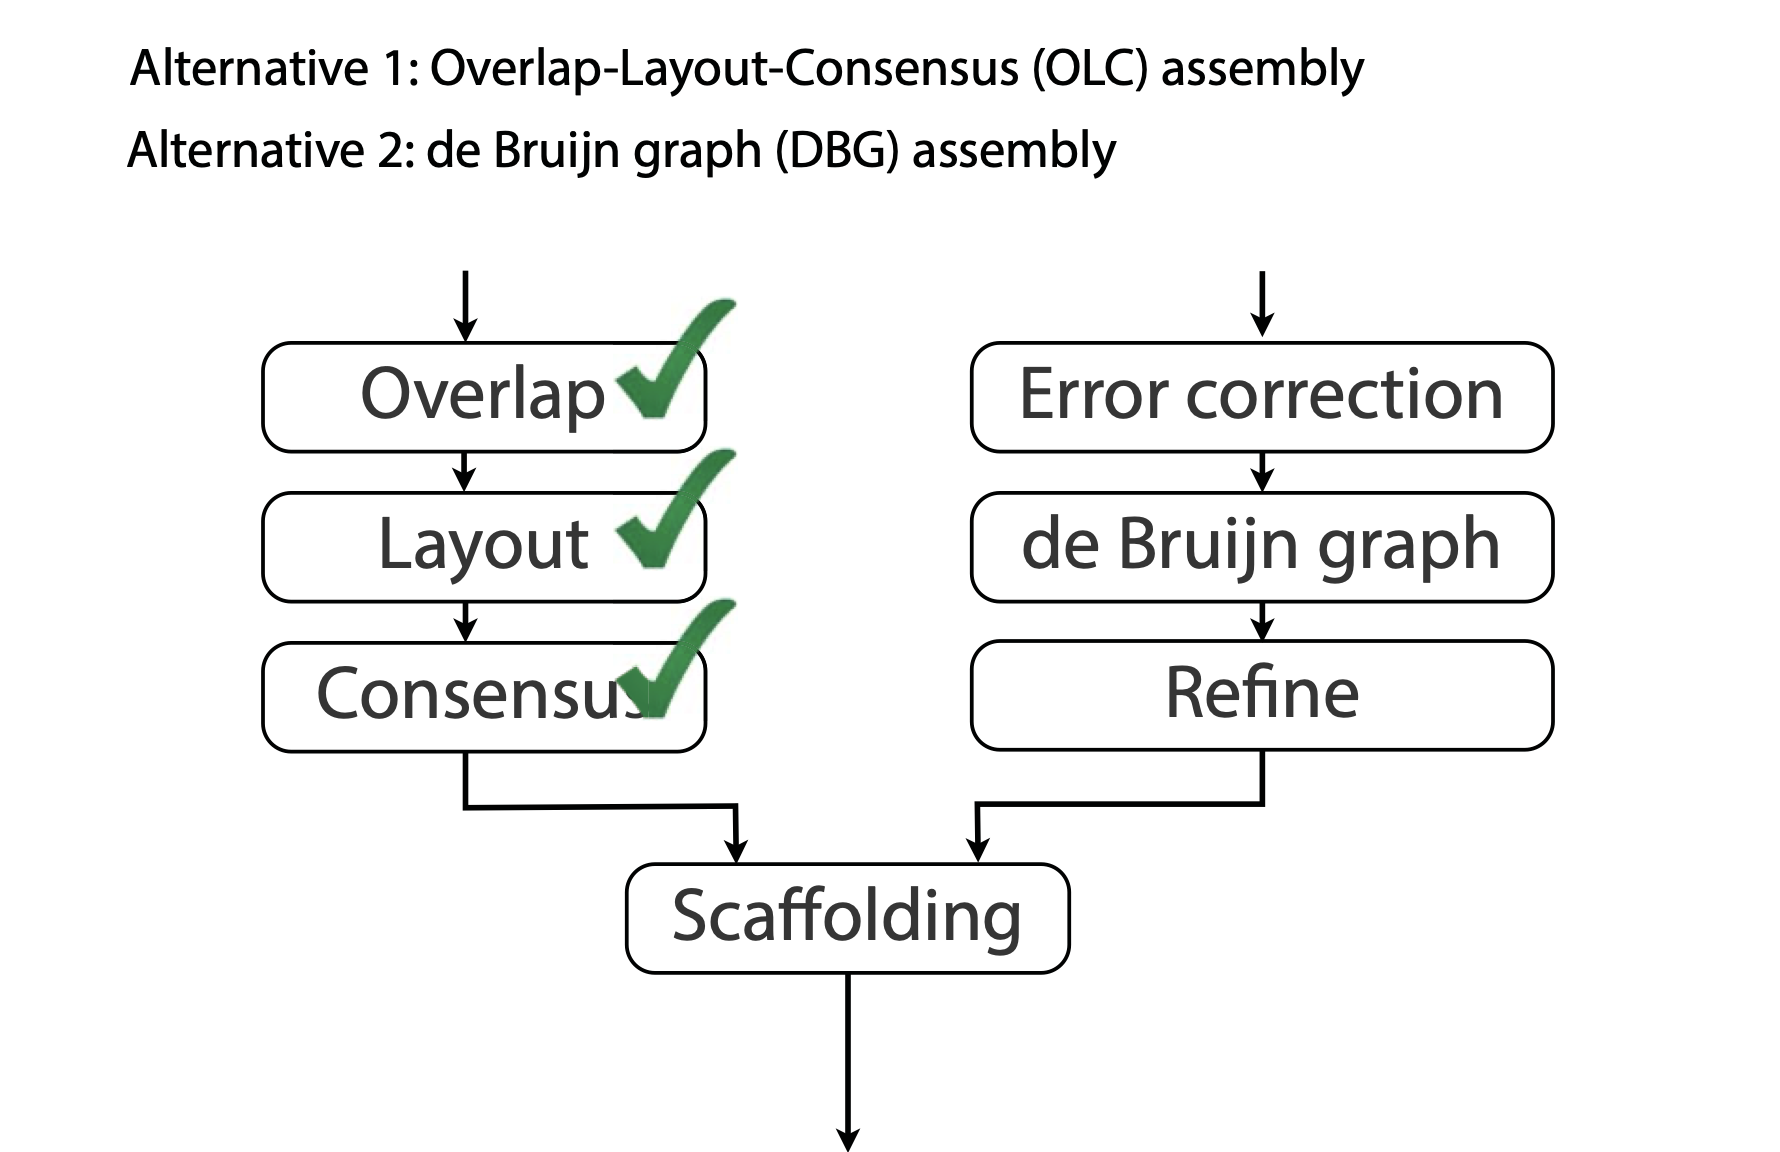 Alternative 1: Overlap-Layout-Consensus (OLC) assembly
Alternative 2: de Bruijn graph (DBG) assembly
Overlap
Layout
Consensus
Error correction
de Bruijn graph
Refine
Scaffolding